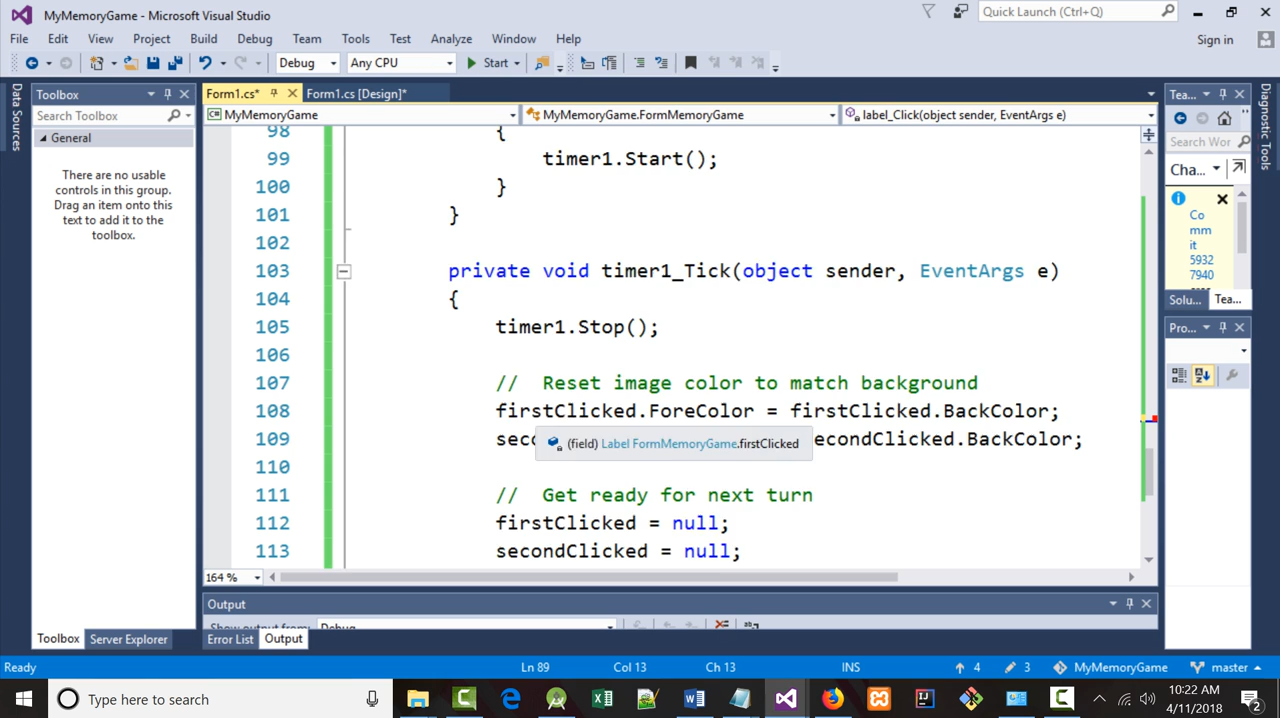 MyMemoryGame - Microsoft Visual Studio
Quick Launch (Ctrl+Q)
File Edit View Project Build Debug Team Tools Test Analyze Window Help
Sign in
Debug Any CPU Start
Data Sources
Toolbox
Search Toolbox
General
There are no usable
controls in this group.
Drag an item onto this
text to add it to the
toolbox.
Toolbox Server Explorer
Form1.cs* Form1.cs [Design]*
MyMemoryGame MyMemoryGame.FormMemoryGame label_Click(object sender, EventArgs e)
98 {
99 timer1.Start();
100 }
101 }
102
103 private void timer1_Tick(object sender, EventArgs e)
104 {
105 timer1.Stop();
106
107 // Reset image color to match background
108 firstClicked.ForeColor = firstClicked.BackColor;
109 econdClicked.BackColor;
(field) Label FormMemoryGame.firstClicked
110
111 // Get ready for next turn
112 firstClicked = null;
113 secondClicked = null;
164 %
Output
Show output from: Debug
Error List Output
Tea...
Search Wor
Cha...
Co
mm
it
5932
7940
Solu... Tea...
Pro...
Diagnostic Tools
Ready Ln 89 Col 13 Ch 13 INS 4 3 MyMemoryGame master
Type here to search
10:22 AM
4/11/2018
2